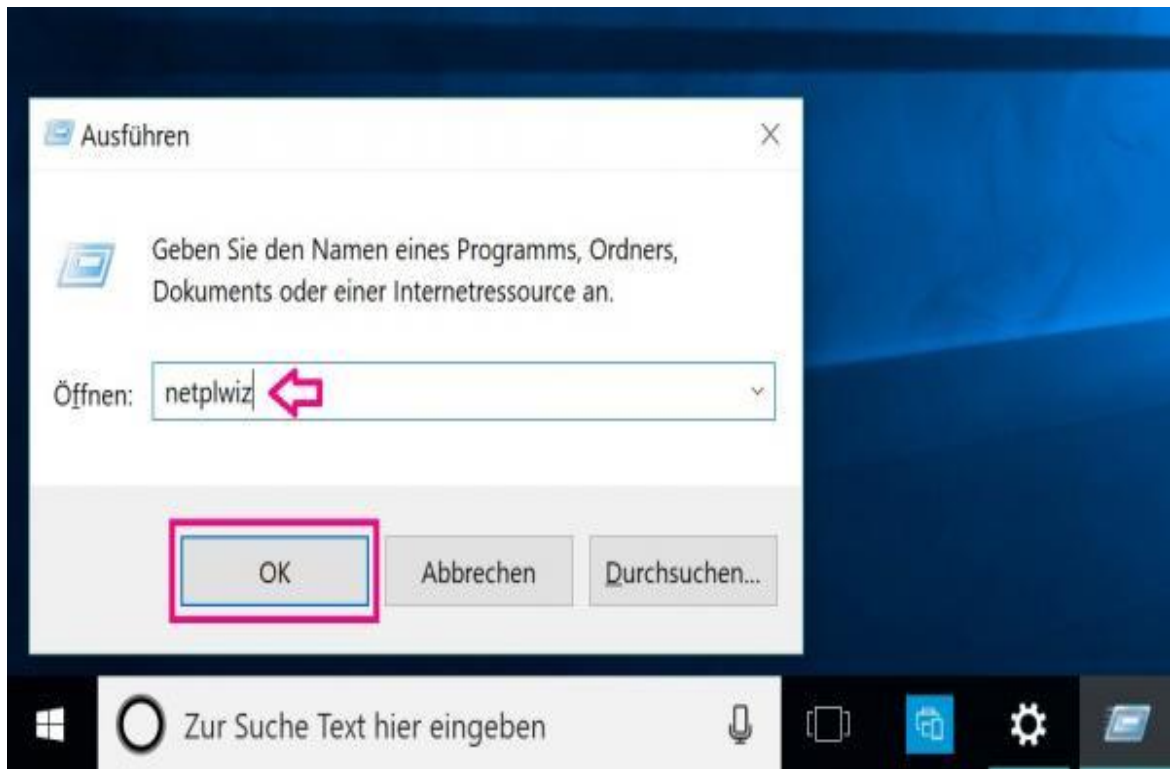 Ausführen
Geben Sie den Namen eines Programms, Ordners,
Dokuments oder einer Internetressource an.
Öffnen: netplwiz
OK Abbrechen Durchsuchen...
Zur Suche Text hier eingeben